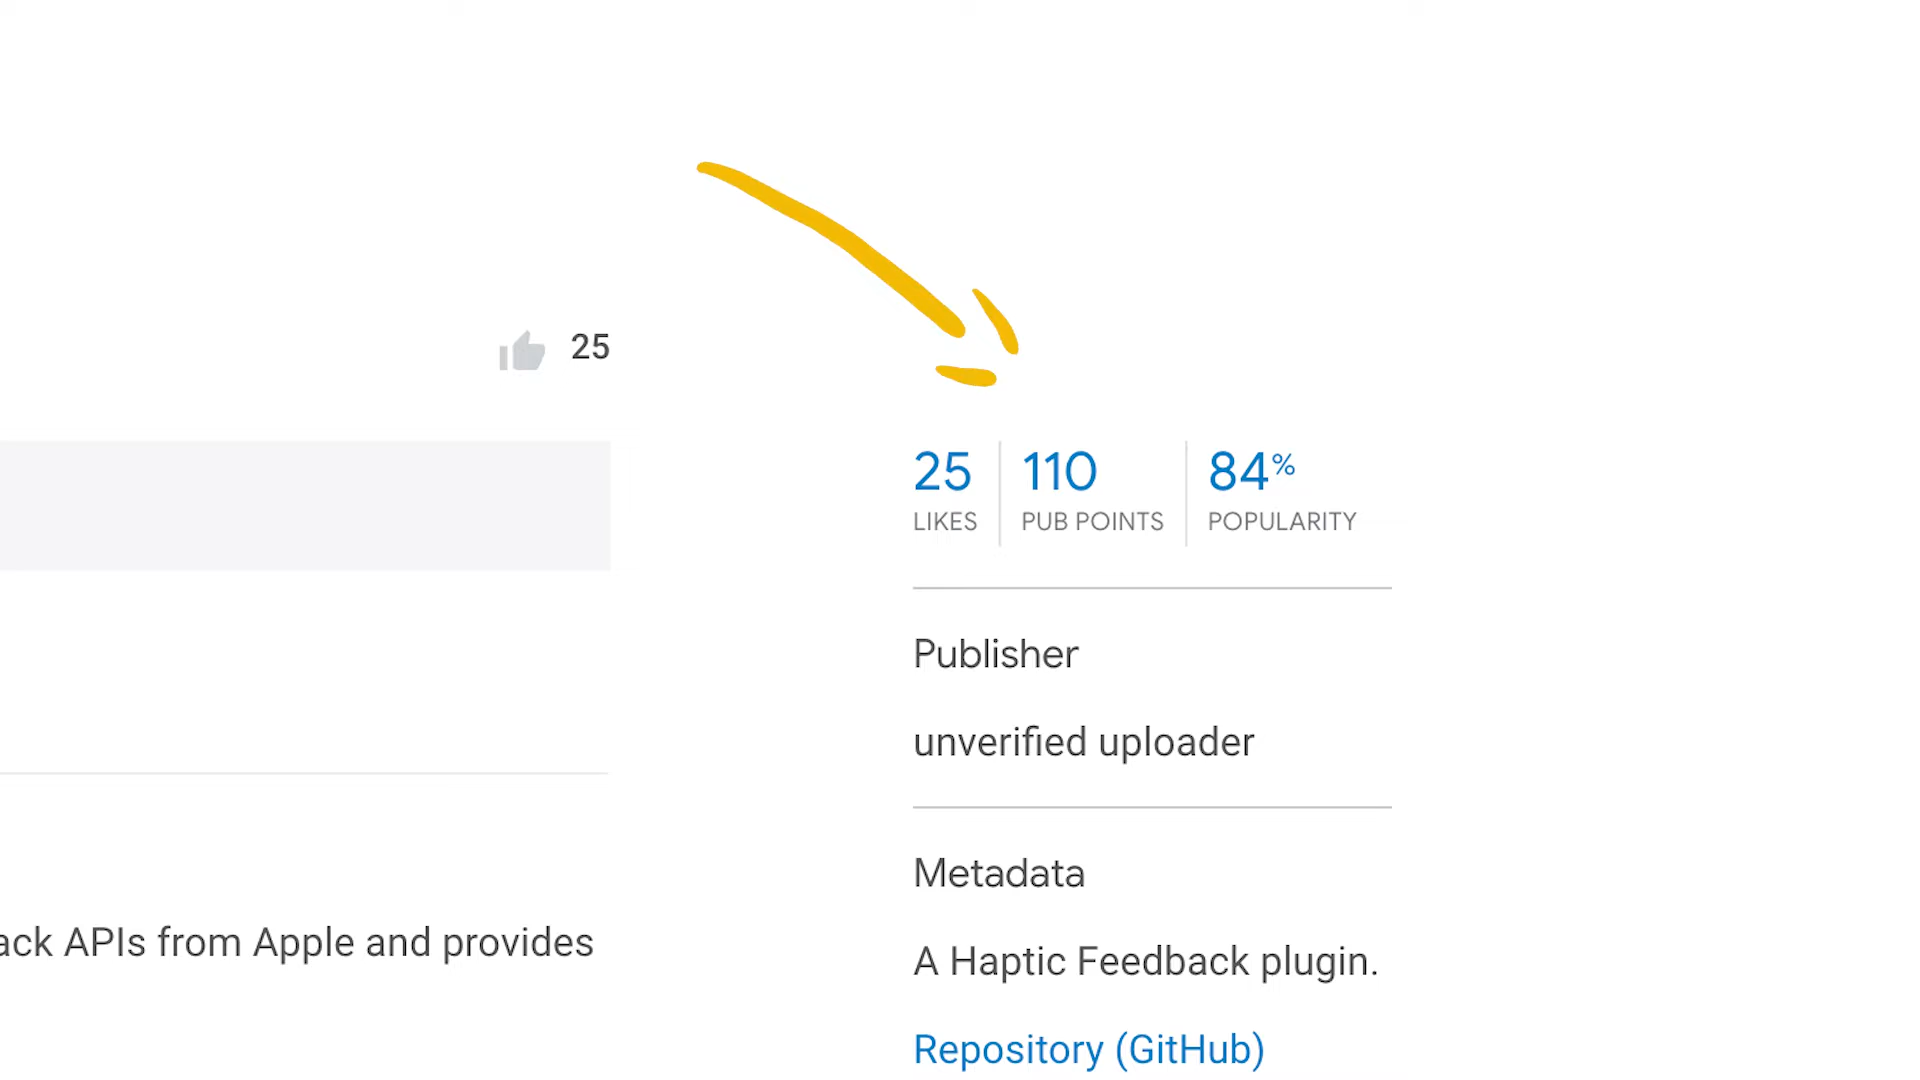 25
25 110 84%
LIKES PUB POINTS POPULARITY
Publisher
unverified uploader
Metadata
APIs from Apple and provides
A Haptic Feedback plugin.
Repository (GitHub)